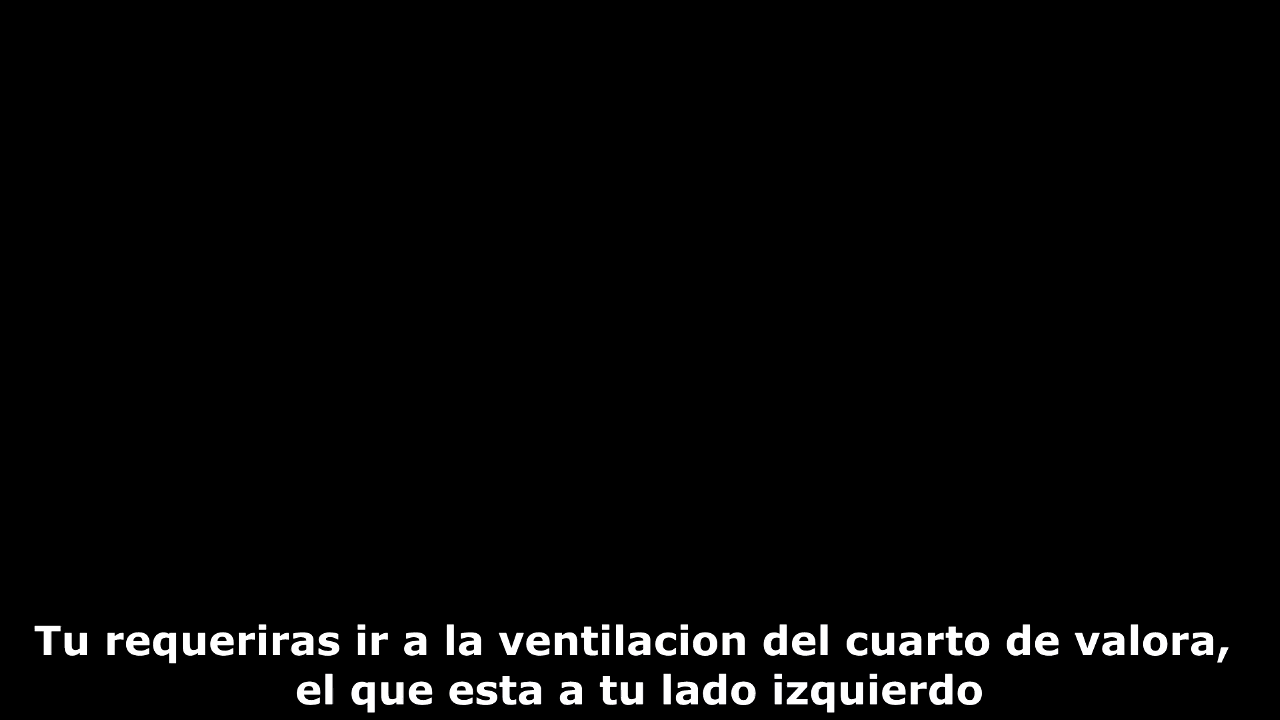 Tu requeriras ir a la ventilacion del cuarto de valora,
el que esta a tu lado izquierdo